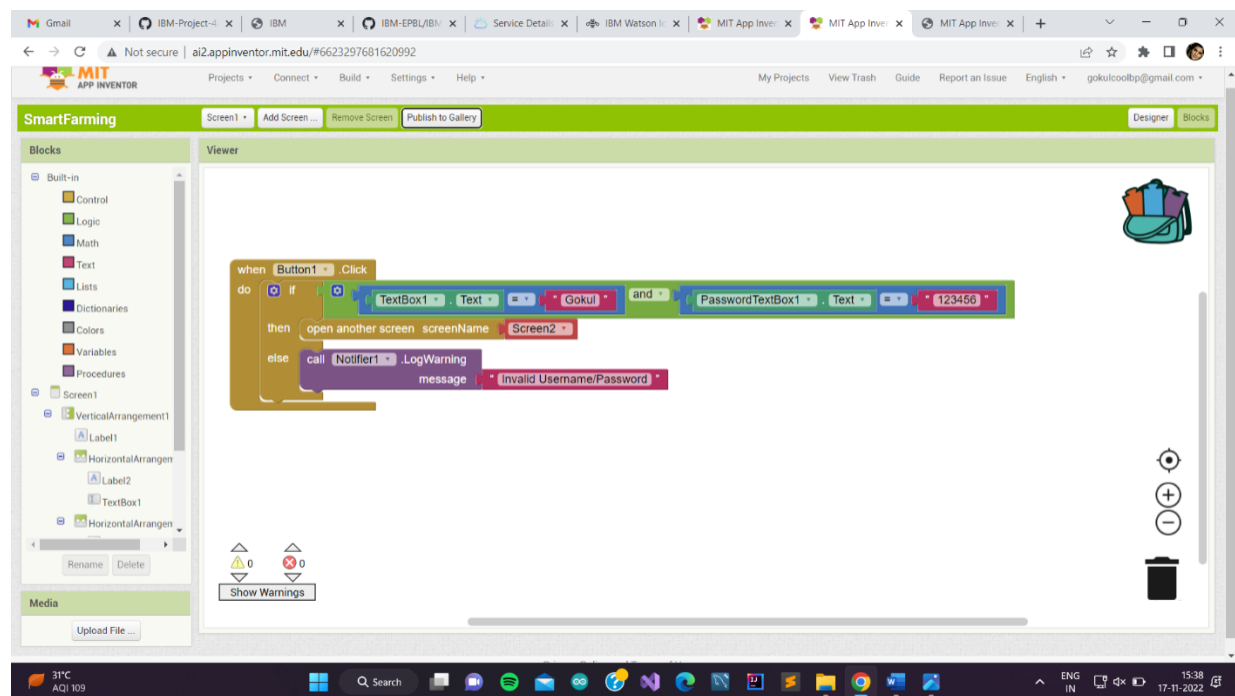 Gmail IBM-Project-4 IBM IBM-EPBL/IBM Service Details IBM Watson Io MIT App Inver MIT App Inver MIT App Inver
Not secure ai2.appinventor.mit.edu/#6623297681620992
MIT APP INVENTOR Projects Connect Build Settings Help My Projects View Trash Guide Report an Issue English gokulcoolbp@gmail.com
SmartFarming Screen1 Add Screen ... Remove Screen Publish to Gallery Designer Blocks
Blocks Viewer
Built-in
Control
Logic
Math
Text
Lists
Dictionaries
Colors
Variables
Procedures
Screen1
VerticalArrangement1
Label1
HorizontalArrangen
Label2
TextBox1
HorizontalArrangen
Rename Delete
Media
Upload File ...
when Button1 .Click
do if TextBox1 . Text = " Gokul " and PasswordTextBox1 . Text = " 123456 "
then open another screen screenName Screen2
else call Notifier1 .LogWarning
message " Invalid Username/Password "
0 0
Show Warnings
31°C
AQI 109
Search
ENG
IN
15:38
17-11-2022